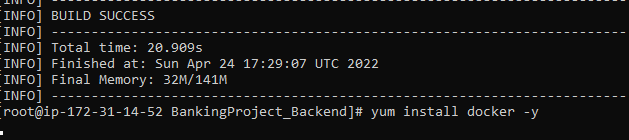 [INFO] ------------------------------------------------------------------------
[INFO] BUILD SUCCESS
[INFO] ------------------------------------------------------------------------
[INFO] Total time: 20.909s
[INFO] Finished at: Sun Apr 24 17:29:07 UTC 2022
[INFO] Final Memory: 32M/141M
[INFO] ------------------------------------------------------------------------
[root@ip-172-31-14-52 BankingProject_Backend]# yum install docker -y